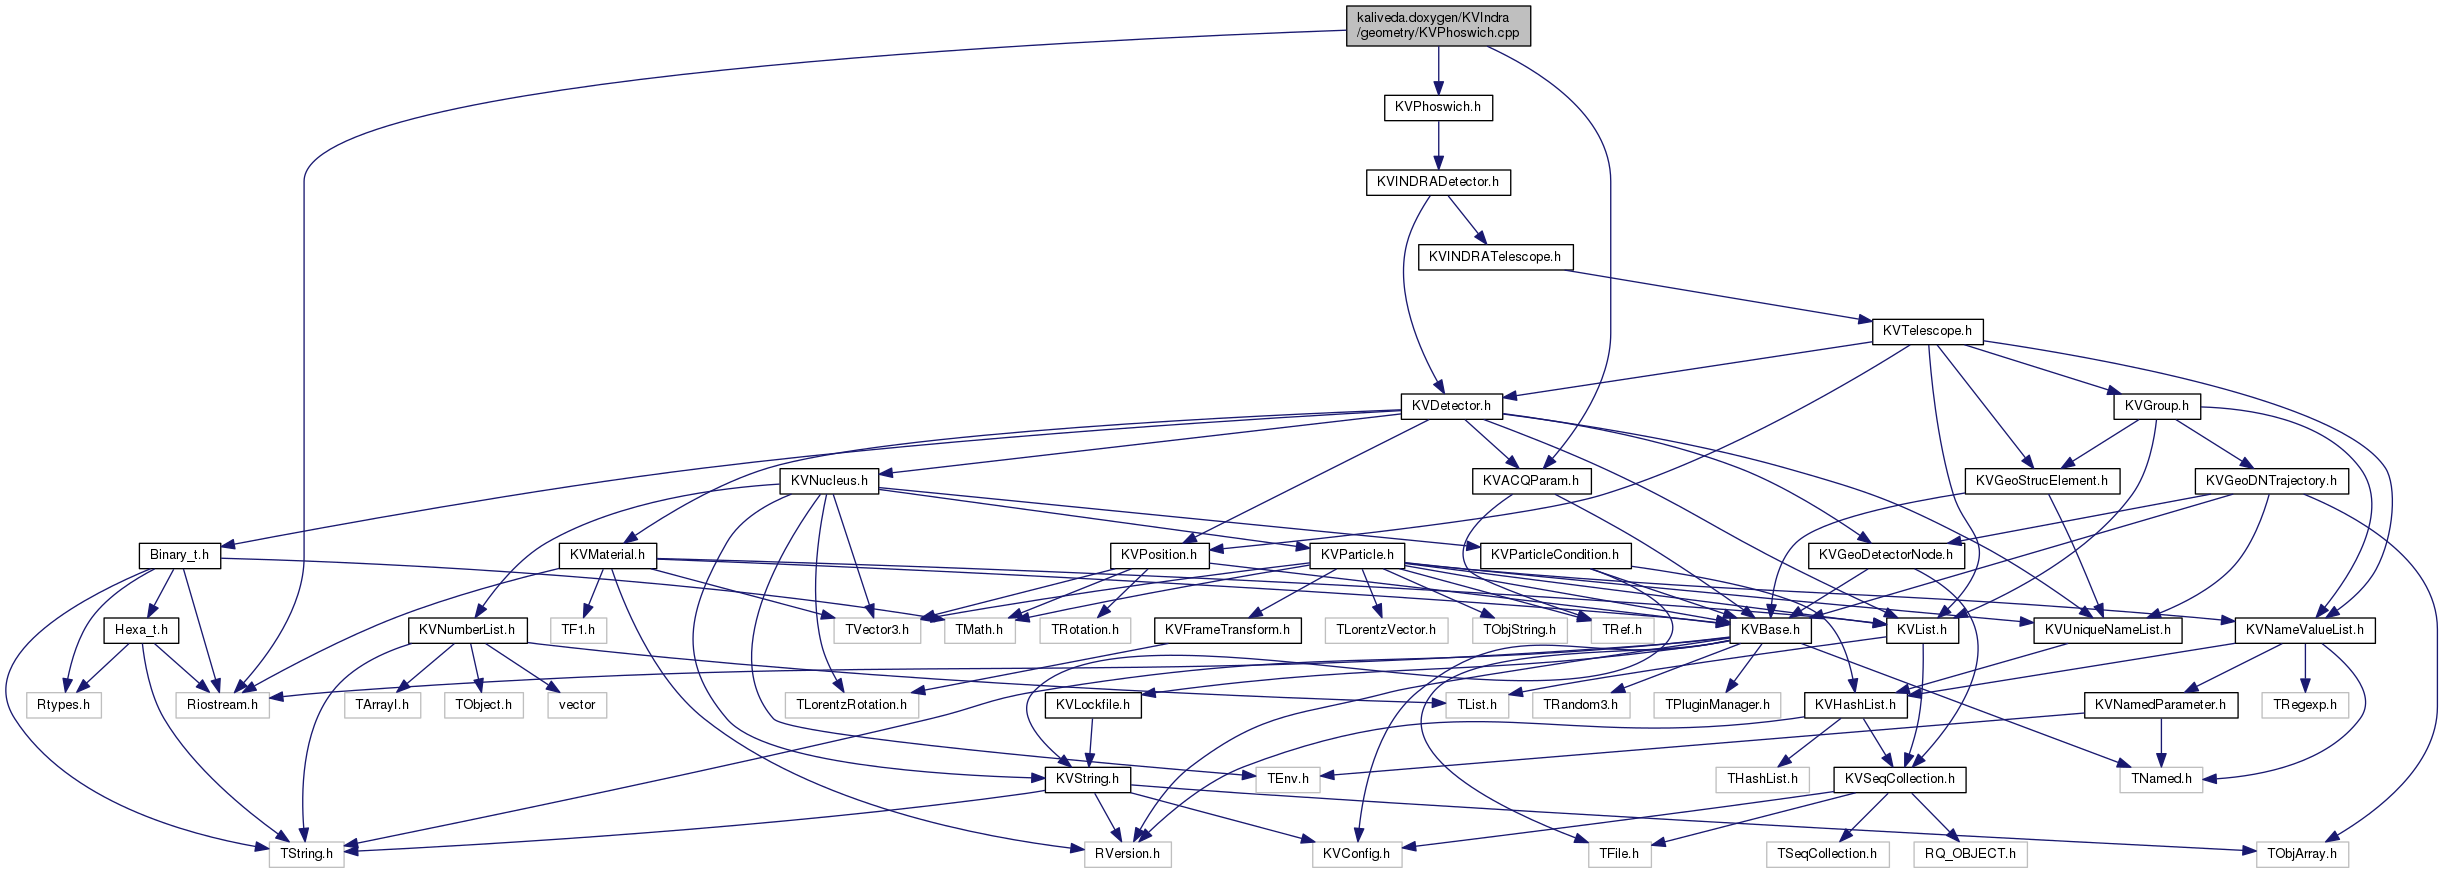 kaliveda.doxygen/KVIndra
/geometry/KVPhoswich.cpp
KVPhoswich.h
KVINDRADetector.h
KVINDRATelescope.h
KVTelescope.h
KVDetector.h
KVGroup.h
KVNucleus.h
KVACQParam.h
KVGeoStrucElement.h
KVGeoDNTrajectory.h
Binary_t.h
KVMaterial.h
KVPosition.h
KVParticle.h
KVParticleCondition.h
KVGeoDetectorNode.h
Hexa_t.h
KVNumberList.h
TF1.h
TVector3.h
TMath.h
TRotation.h
KVFrameTransform.h
TLorentzVector.h
TObjString.h
TRef.h
KVBase.h
KVList.h
KVUniqueNameList.h
KVNameValueList.h
Rtypes.h
Riostream.h
TArrayI.h
TObject.h
vector
TLorentzRotation.h
KVLockfile.h
TList.h
TRandom3.h
TPluginManager.h
KVHashList.h
KVNamedParameter.h
TRegexp.h
KVString.h
TEnv.h
THashList.h
KVSeqCollection.h
TNamed.h
TString.h
RVersion.h
KVConfig.h
TFile.h
TSeqCollection.h
RQ_OBJECT.h
TObjArray.h